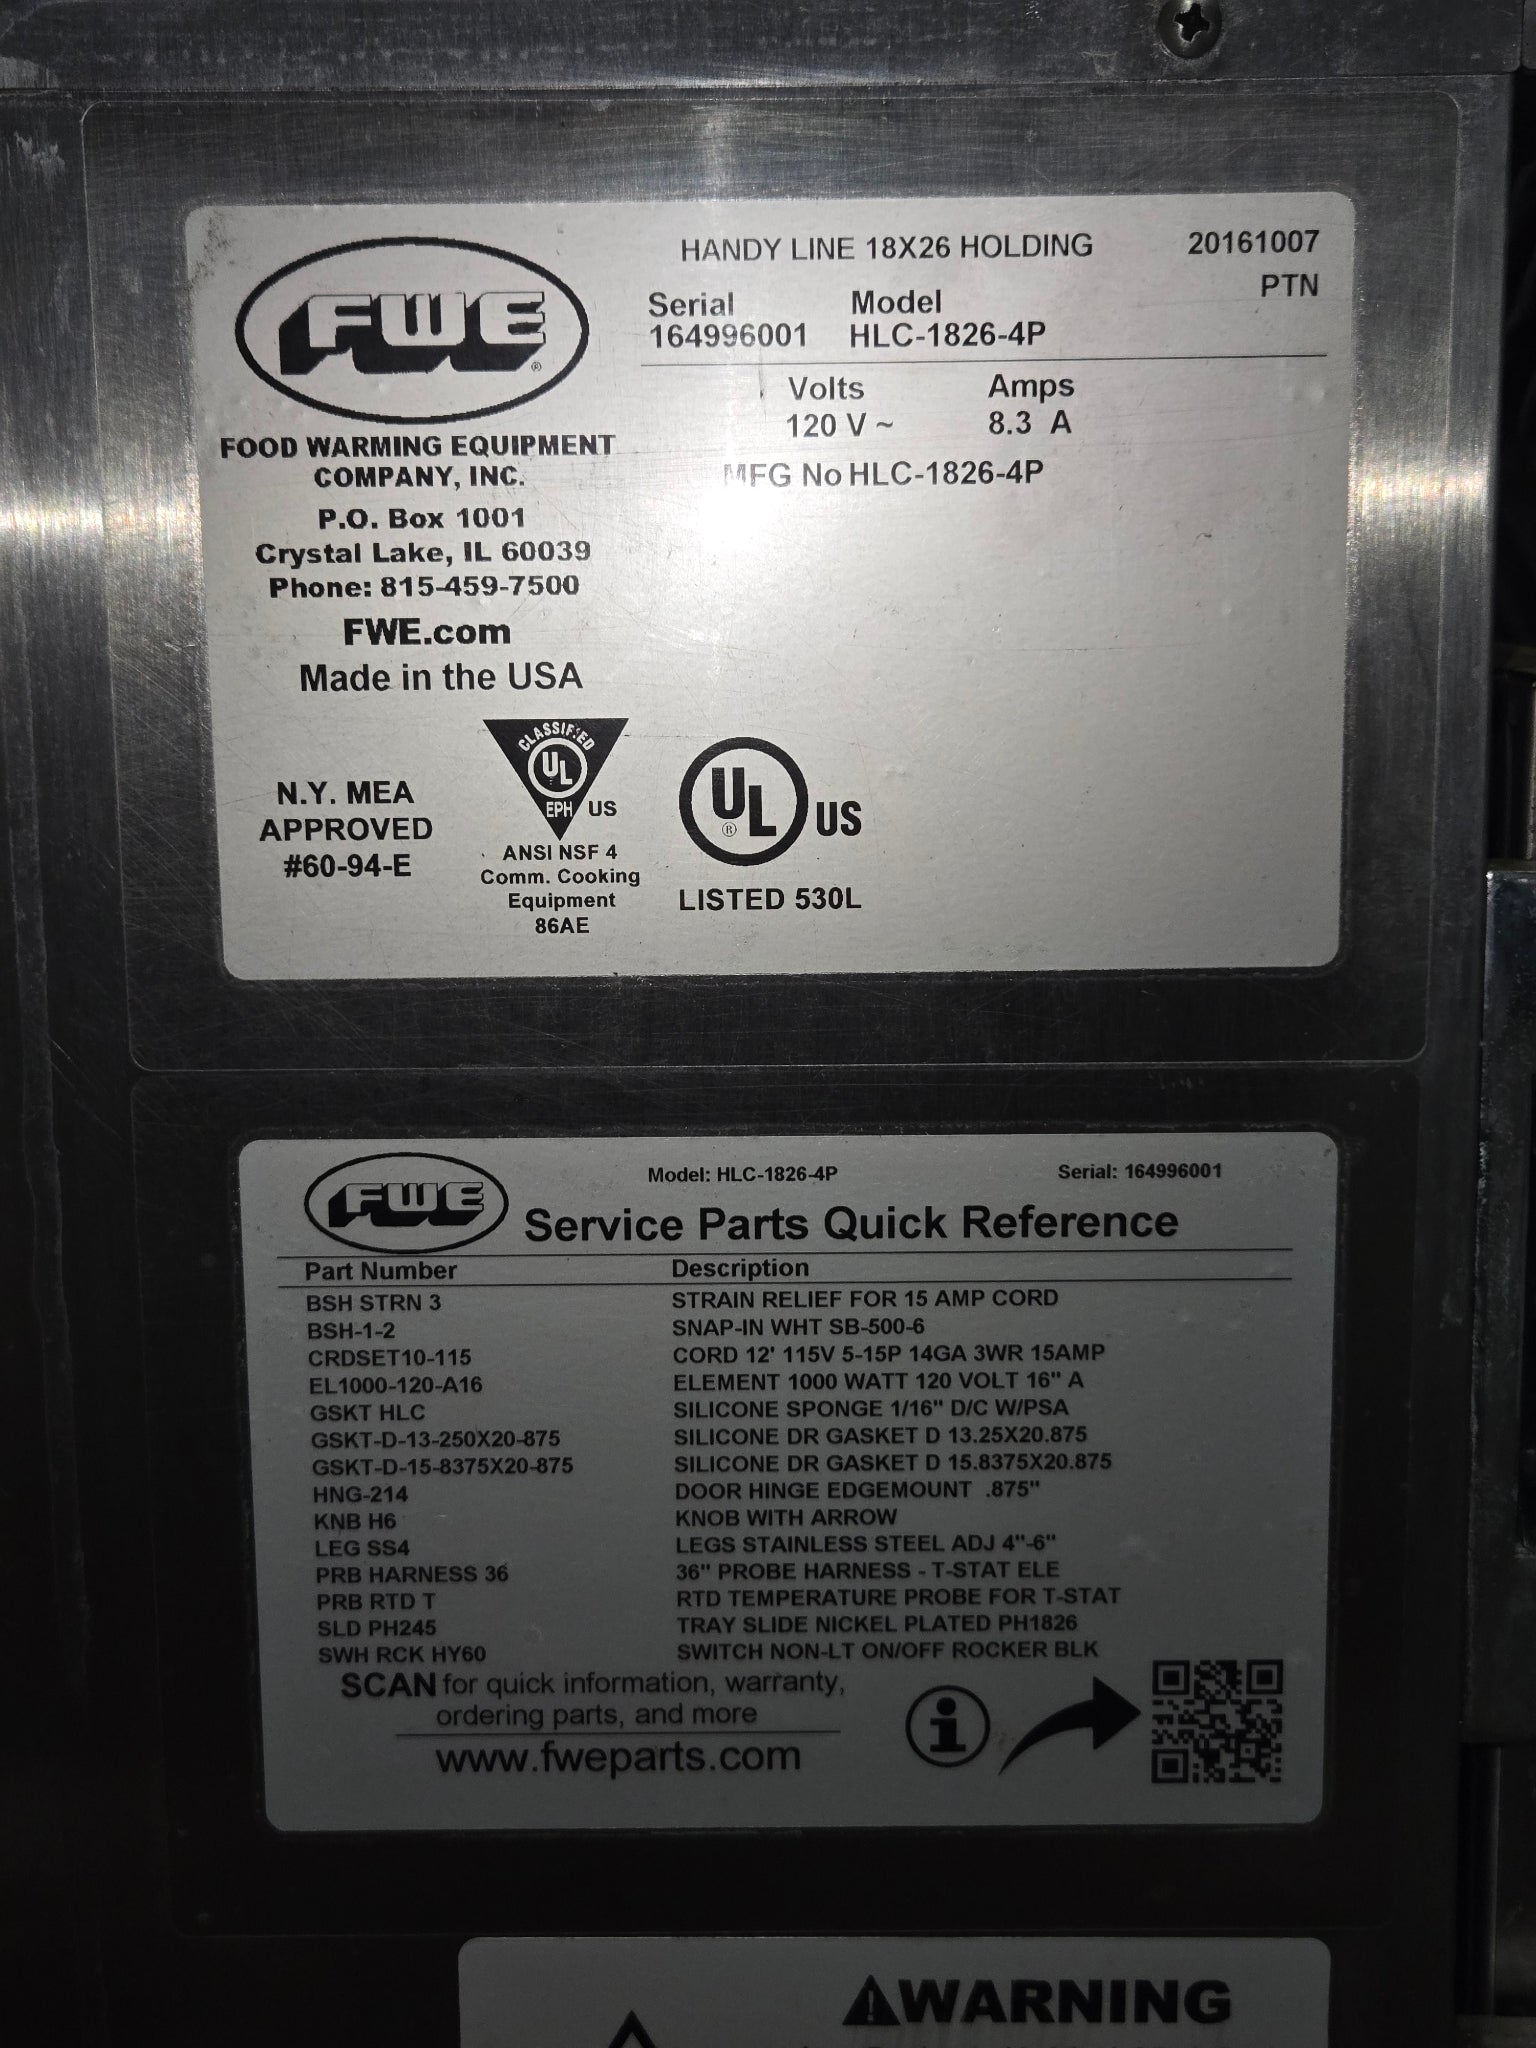 FWE
®
FOOD WARMING EQUIPMENT
COMPANY, INC.
P.O. Box 1001
Crystal Lake, IL 60039
Phone: 815-459-7500
FWE.com
Made in the USA
HANDY LINE 18X26 HOLDING 20161007
PTN
Serial Model
164996001 HLC-1826-4P
Volts Amps
120 V ~ 8.3 A
MFG No HLC-1826-4P
N.Y. MEA
APPROVED
#60-94-E
CLASSIFIED
UL
EPH US
ANSI NSF 4
Comm. Cooking
Equipment
86AE
UL
® US
LISTED 530L
FWE
Model: HLC-1826-4P Serial: 164996001
Service Parts Quick Reference
Part Number Description
BSH STRN 3 STRAIN RELIEF FOR 15 AMP CORD
BSH-1-2 SNAP-IN WHT SB-500-6
CRDSET10-115 CORD 12' 115V 5-15P 14GA 3WR 15AMP
EL1000-120-A16 ELEMENT 1000 WATT 120 VOLT 16" A
GSKT HLC SILICONE SPONGE 1/16" D/C W/PSA
GSKT-D-13-250X20-875 SILICONE DR GASKET D 13.25X20.875
GSKT-D-15-8375X20-875 SILICONE DR GASKET D 15.8375X20.875
HNG-214 DOOR HINGE EDGEMOUNT .875"
KNB H6 KNOB WITH ARROW
LEG SS4 LEGS STAINLESS STEEL ADJ 4"-6"
PRB HARNESS 36 36" PROBE HARNESS - T-STAT ELE
PRB RTD T RTD TEMPERATURE PROBE FOR T-STAT
SLD PH245 TRAY SLIDE NICKEL PLATED PH1826
SWH RCK HY60 SWITCH NON-LT ON/OFF ROCKER BLK
SCAN for quick information, warranty,
ordering parts, and more
www.fweparts.com
WARNING